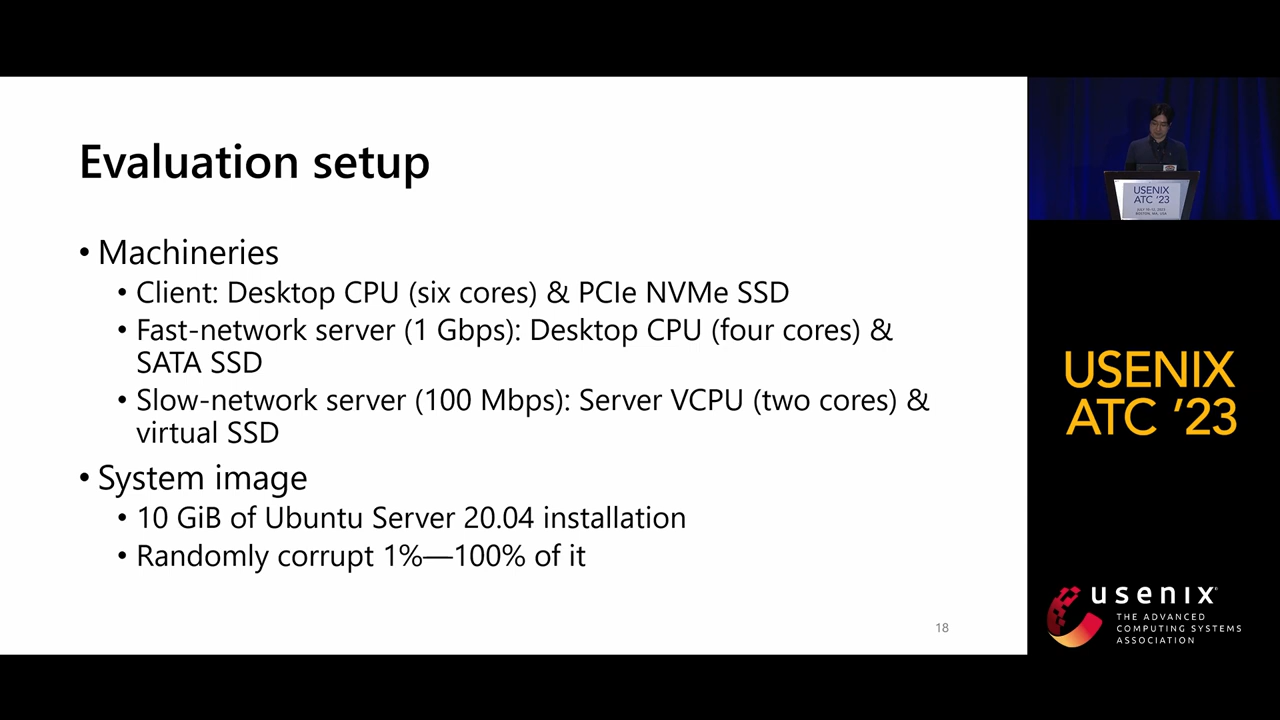 Evaluation setup
• Machineries
• Client: Desktop CPU (six cores) & PCIe NVMe SSD
• Fast-network server (1 Gbps): Desktop CPU (four cores) &
SATA SSD
• Slow-network server (100 Mbps): Server VCPU (two cores) &
virtual SSD
• System image
• 10 GiB of Ubuntu Server 20.04 installation
• Randomly corrupt 1%—100% of it
18
USENIX
ATC '23
USENIX
ATC ’23
usenix
THE ADVANCED
COMPUTING SYSTEMS
ASSOCIATION